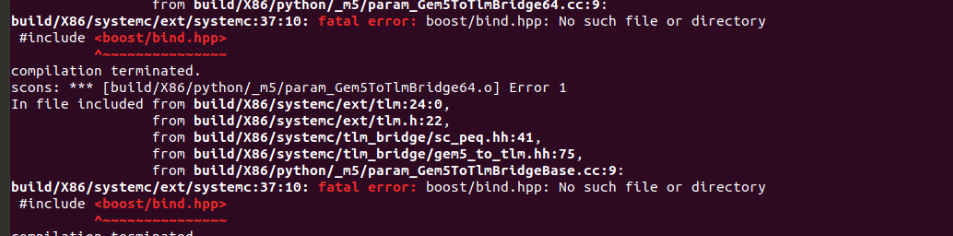 from build/X86/python/_m5/param_Gem5ToTlmBridge64.cc:9:
build/X86/systemc/ext/systemc:37:10: fatal error: boost/bind.hpp: No such file or directory
#include <boost/bind.hpp>
^~~~~~~~~~~~~~~~
compilation terminated.
scons: *** [build/X86/python/_m5/param_Gem5ToTlmBridge64.o] Error 1
In file included from build/X86/systemc/ext/tlm:24:0,
from build/X86/systemc/ext/tlm.h:22,
from build/X86/systemc/tlm_bridge/sc_peq.hh:41,
from build/X86/systemc/tlm_bridge/gem5_to_tlm.hh:75,
from build/X86/python/_m5/param_Gem5ToTlmBridgeBase.cc:9:
build/X86/systemc/ext/systemc:37:10: fatal error: boost/bind.hpp: No such file or directory
#include <boost/bind.hpp>
^~~~~~~~~~~~~~~~
compilation terminated